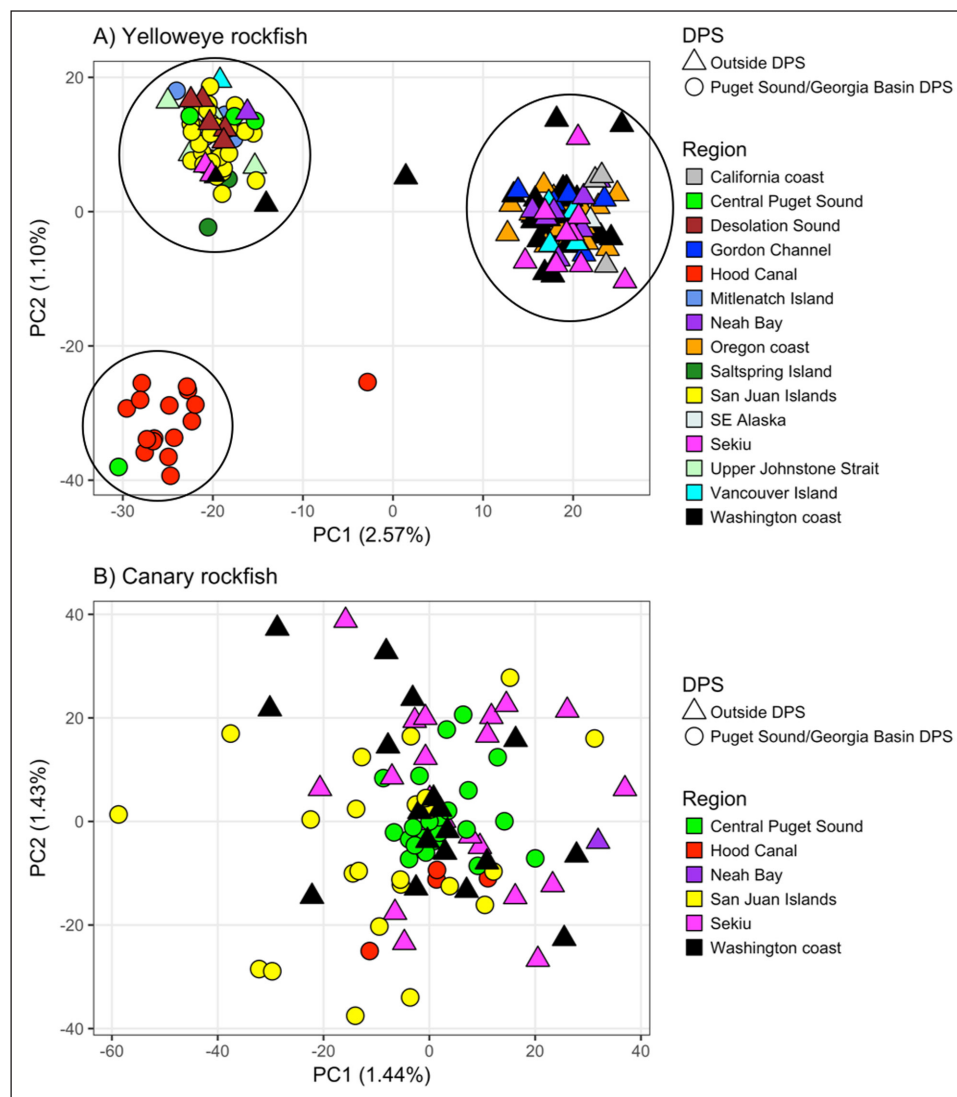 A) Yelloweye rockfish
20
0
-20
-40
PC2 (1.10%)
-30
-20
-10
0
10
20
PC1 (2.57%)
DPS
Outside DPS
Puget Sound/Georgia Basin DPS
Region
California coast
Central Puget Sound
Desolation Sound
Gordon Channel
Hood Canal
Mitlenatch Island
Neah Bay
Oregon coast
Saltspring Island
San Juan Islands
SE Alaska
Sekiu
Upper Johnstone Strait
Vancouver Island
Washington coast
B) Canary rockfish
40
20
0
-20
-40
PC2 (1.43%)
-60
-40
-20
0
20
40
PC1 (1.44%)
DPS
Outside DPS
Puget Sound/Georgia Basin DPS
Region
Central Puget Sound
Hood Canal
Neah Bay
San Juan Islands
Sekiu
Washington coast